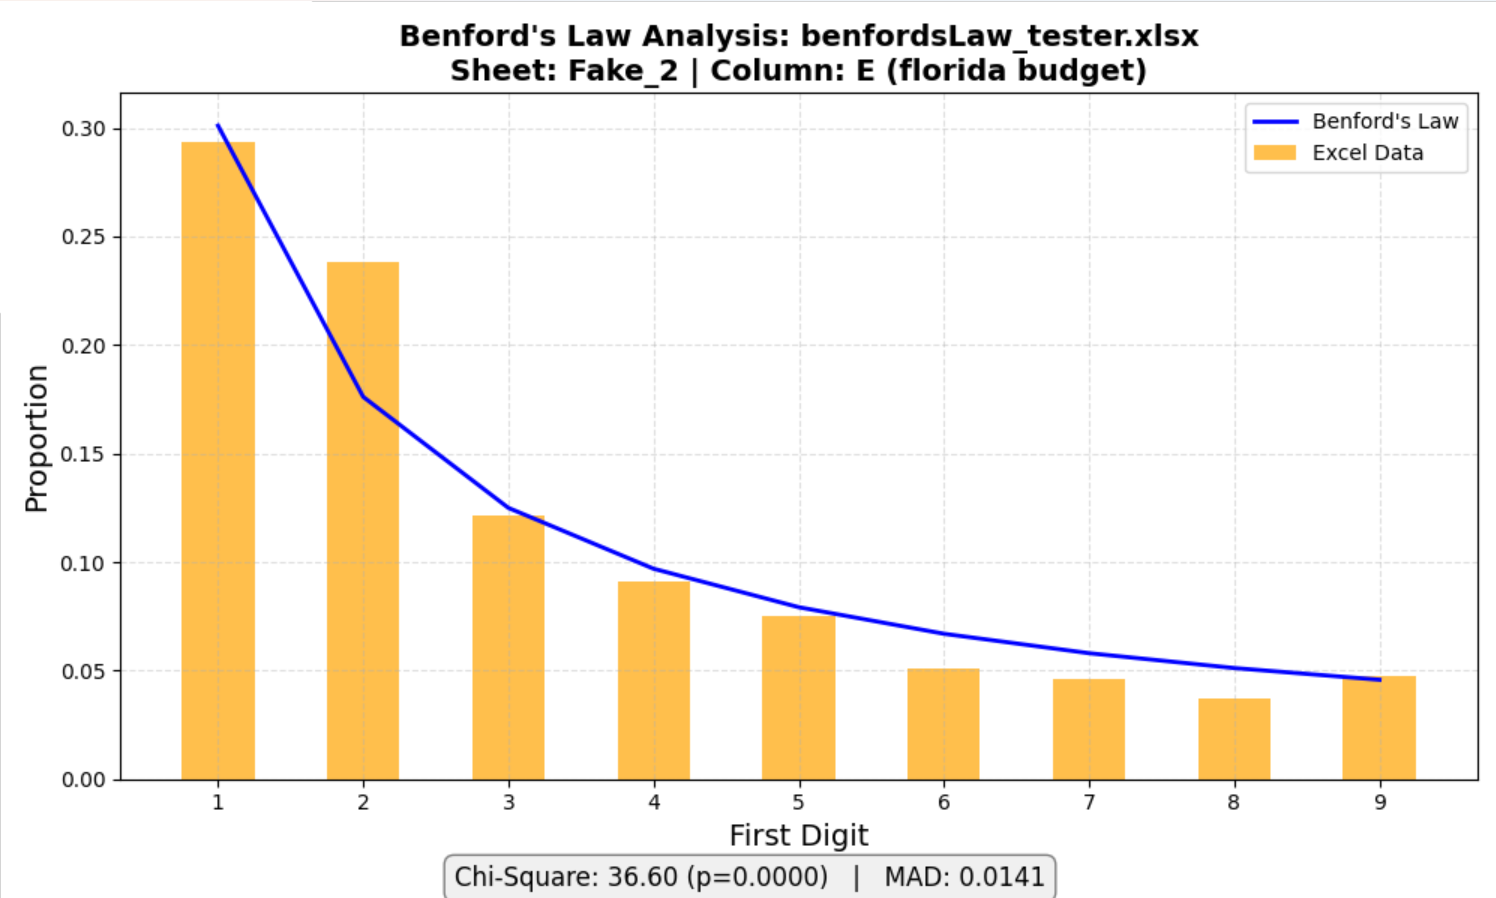 Benford's Law Analysis: benfordsLaw_tester.xlsx
Sheet: Fake_2 | Column: E (florida budget)
Benford's Law
Excel Data
Proportion
0.30
0.25
0.20
0.15
0.10
0.05
0.00
1 2 3 4 5 6 7 8 9
First Digit
Chi-Square: 36.60 (p=0.0000) | MAD: 0.0141